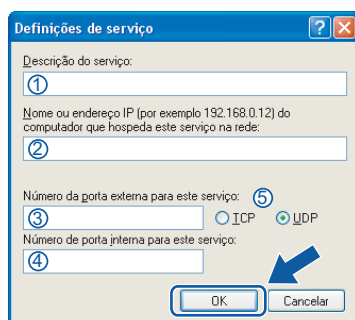 Definições de serviço
Descrição do serviço:
①
Nome ou endereço IP (por exemplo 192.168.0.12) do
computador que hospeda este serviço na rede:
②
Número da porta externa para este serviço: ⑤
③ TCP UDP
Número de porta interna para este serviço:
④
OK Cancelar